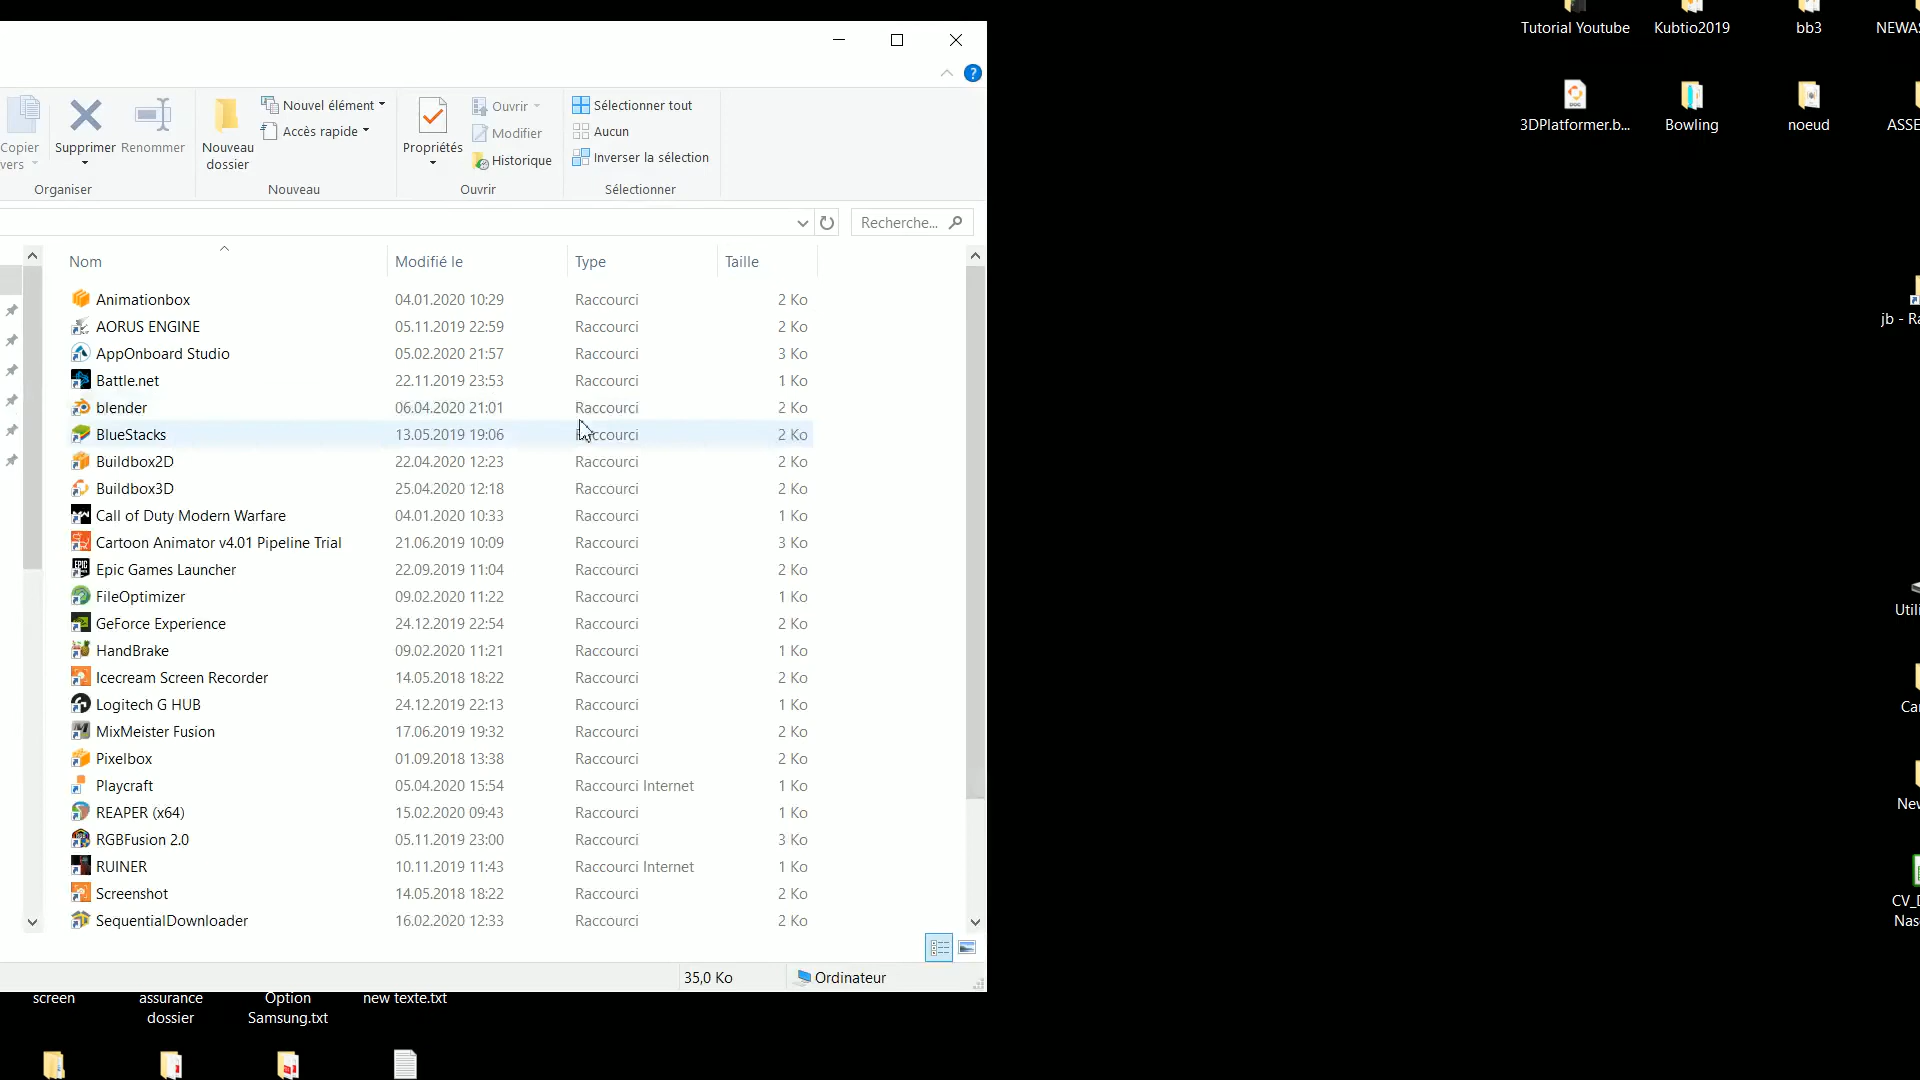 Tutorial Youtube
Kubtio2019
bb3
NEWAS
3DPlatformer.b...
Bowling
noeud
ASSE
Copier
vers
Supprimer
Renommer
Nouveau
dossier
Nouvel élément
Accès rapide
Propriétés
Ouvrir
Modifier
Historique
Sélectionner tout
Aucun
Inverser la sélection
Organiser
Nouveau
Ouvrir
Sélectionner
Recherche...
Nom Modifié le Type Taille
Animationbox 04.01.2020 10:29 Raccourci 2 Ko
AORUS ENGINE 05.11.2019 22:59 Raccourci 2 Ko
AppOnboard Studio 05.02.2020 21:57 Raccourci 3 Ko
Battle.net 22.11.2019 23:53 Raccourci 1 Ko
blender 06.04.2020 21:01 Raccourci 2 Ko
BlueStacks 13.05.2019 19:06 Raccourci 2 Ko
Buildbox2D 22.04.2020 12:23 Raccourci 2 Ko
Buildbox3D 25.04.2020 12:18 Raccourci 2 Ko
Call of Duty Modern Warfare 04.01.2020 10:33 Raccourci 1 Ko
Cartoon Animator v4.01 Pipeline Trial 21.06.2019 10:09 Raccourci 3 Ko
Epic Games Launcher 22.09.2019 11:04 Raccourci 2 Ko
FileOptimizer 09.02.2020 11:22 Raccourci 1 Ko
GeForce Experience 24.12.2019 22:54 Raccourci 2 Ko
HandBrake 09.02.2020 11:21 Raccourci 1 Ko
Icecream Screen Recorder 14.05.2018 18:22 Raccourci 2 Ko
Logitech G HUB 24.12.2019 22:13 Raccourci 1 Ko
MixMeister Fusion 17.06.2019 19:32 Raccourci 2 Ko
Pixelbox 01.09.2018 13:38 Raccourci 2 Ko
Playcraft 05.04.2020 15:54 Raccourci Internet 1 Ko
REAPER (x64) 15.02.2020 09:43 Raccourci 1 Ko
RGBFusion 2.0 05.11.2019 23:00 Raccourci 3 Ko
RUINER 10.11.2019 11:43 Raccourci Internet 1 Ko
Screenshot 14.05.2018 18:22 Raccourci 2 Ko
SequentialDownloader 16.02.2020 12:33 Raccourci 2 Ko
35,0 Ko
Ordinateur
jb - Ra
Utili
Car
New
CV_D
Nas
screen
assurance
dossier
Option
Samsung.txt
new texte.txt